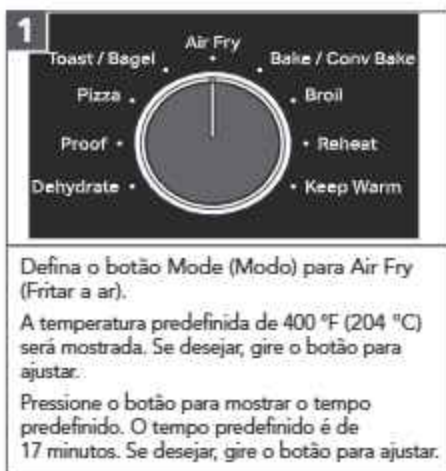 1
Air Fry
Toast / Bagel
Bake / Conv Bake
Pizza
Broil
Proof
Reheat
Dehydrate
Keep Warm
Defina o botão Mode (Modo) para Air Fry
(Fritar a ar).
A temperatura predefinida de 400 °F (204 °C)
será mostrada. Se desejar, gire o botão para
ajustar.
Pressione o botão para mostrar o tempo
predefinido. O tempo predefinido é de
17 minutos. Se desejar, gire o botão para ajustar.